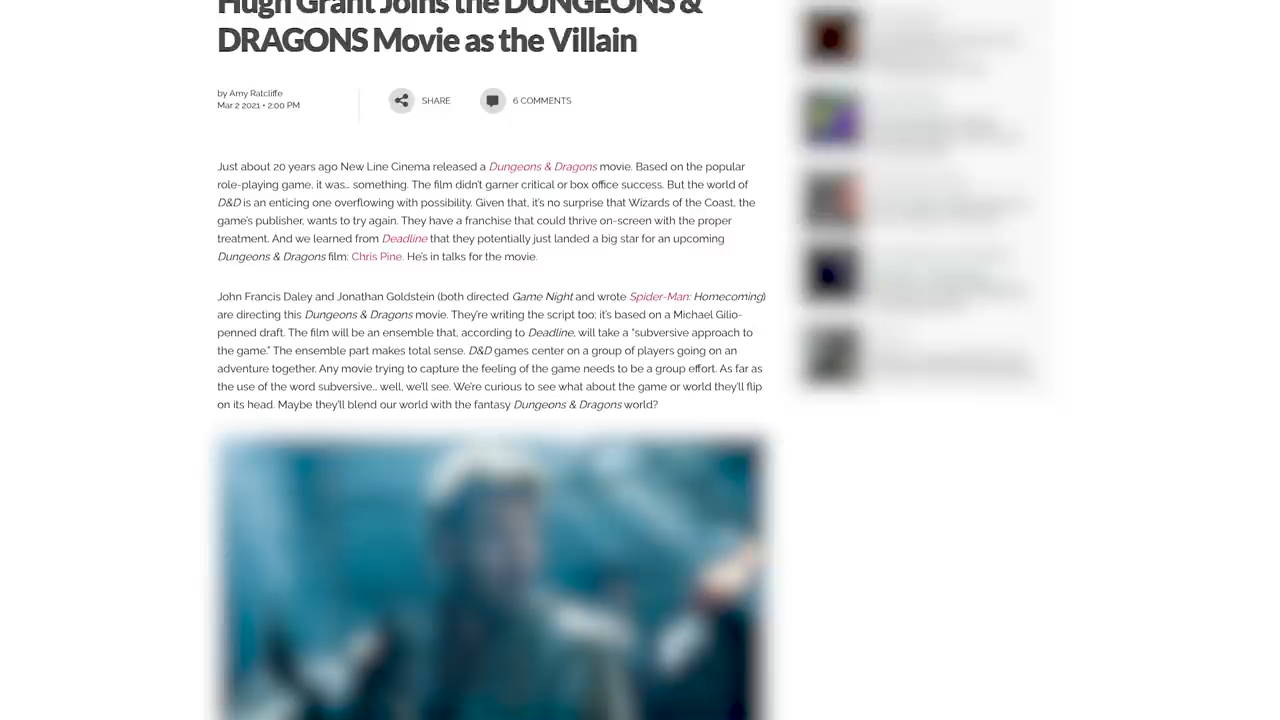 Hugh Grant Joins the DUNGEONS &
DRAGONS Movie as the Villain
by Amy Ratcliffe
Mar 2 2021 • 2:00 PM
SHARE
6 COMMENTS
Just about 20 years ago New Line Cinema released a Dungeons & Dragons movie. Based on the popular
role-playing game, it was… something. The film didn't garner critical or box office success. But the world of
D&D is an enticing one overflowing with possibility. Given that, it's no surprise that Wizards of the Coast, the
game's publisher, wants to try again. They have a franchise that could thrive on-screen with the proper
treatment. And we learned from Deadline that they potentially just landed a big star for an upcoming
Dungeons & Dragons film: Chris Pine. He's in talks for the movie.
John Francis Daley and Jonathan Goldstein (both directed Game Night and wrote Spider-Man: Homecoming)
are directing this Dungeons & Dragons movie. They're writing the script too; it's based on a Michael Gilio-
penned draft. The film will be an ensemble that, according to Deadline, will take a "subversive approach to
the game." The ensemble part makes total sense. D&D games center on a group of players going on an
adventure together. Any movie trying to capture the feeling of the game needs to be a group effort. As far as
the use of the word subversive… well, we'll see. We're curious to see what about the game or world they'll flip
on its head. Maybe they'll blend our world with the fantasy Dungeons & Dragons world?